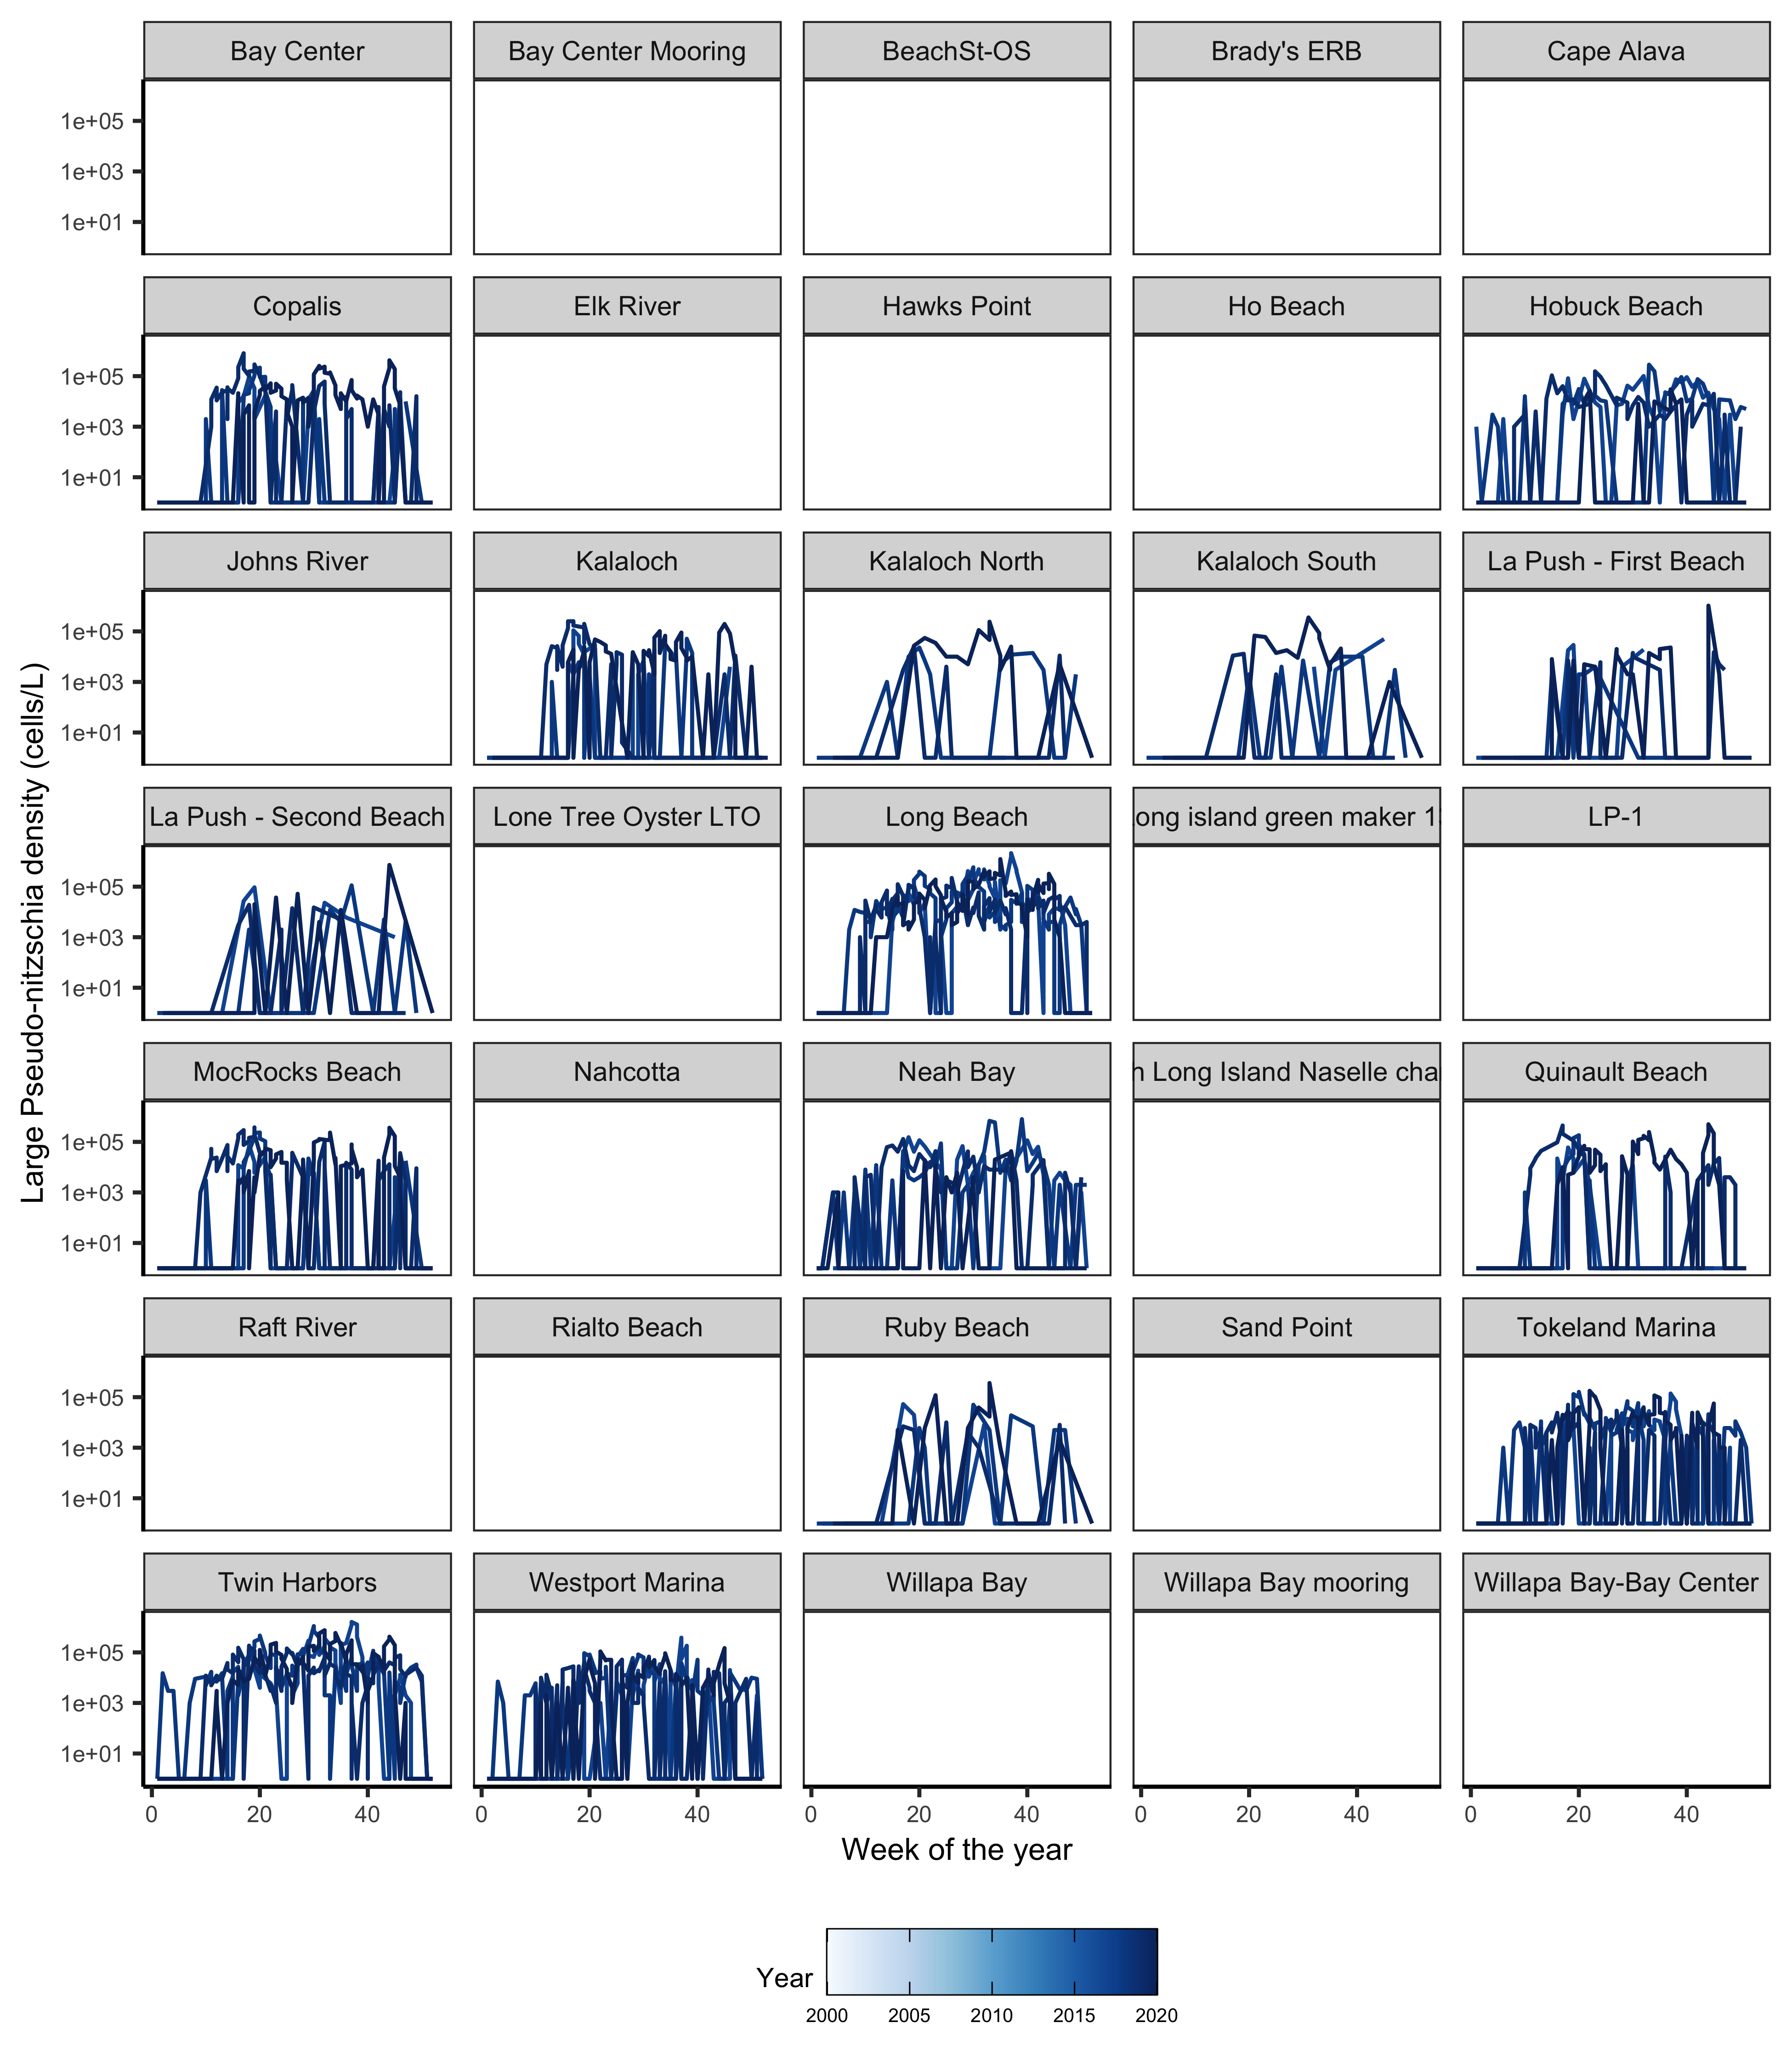 Bay Center
Bay Center Mooring
BeachSt-OS
Brady's ERB
Cape Alava
1e+05
1e+03
1e+01
Copalis
Elk River
Hawks Point
Ho Beach
Hobuck Beach
1e+05
1e+03
1e+01
Johns River
Kalaloch
Kalaloch North
Kalaloch South
La Push - First Beach
1e+05
1e+03
1e+01
La Push - Second Beach
Lone Tree Oyster LTO
Long Beach
ong island green maker 1
LP-1
1e+05
1e+03
1e+01
MocRocks Beach
Nahcotta
Neah Bay
h Long Island Naselle cha
Quinault Beach
1e+05
1e+03
1e+01
Raft River
Rialto Beach
Ruby Beach
Sand Point
Tokeland Marina
1e+05
1e+03
1e+01
Twin Harbors
Westport Marina
Willapa Bay
Willapa Bay mooring
Willapa Bay-Bay Center
1e+05
1e+03
1e+01
0 20 40
0 20 40
0 20 40
0 20 40
0 20 40
Week of the year
Large Pseudo-nitzschia density (cells/L)
Year
2000 2005 2010 2015 2020